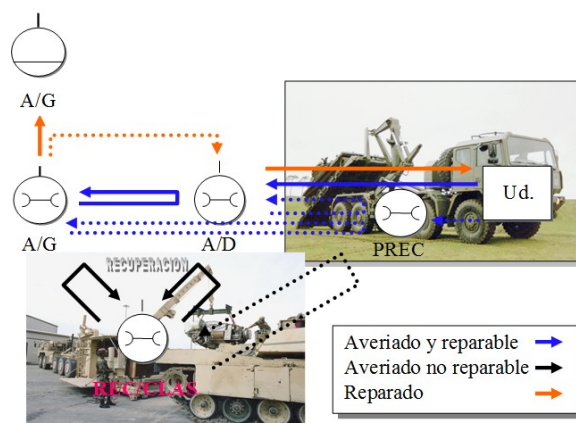 A/G
A/G
A/D
Ud.
PREC
RECUPERACION
REC/CLAS
Averiado y reparable
Averiado no reparable
Reparado